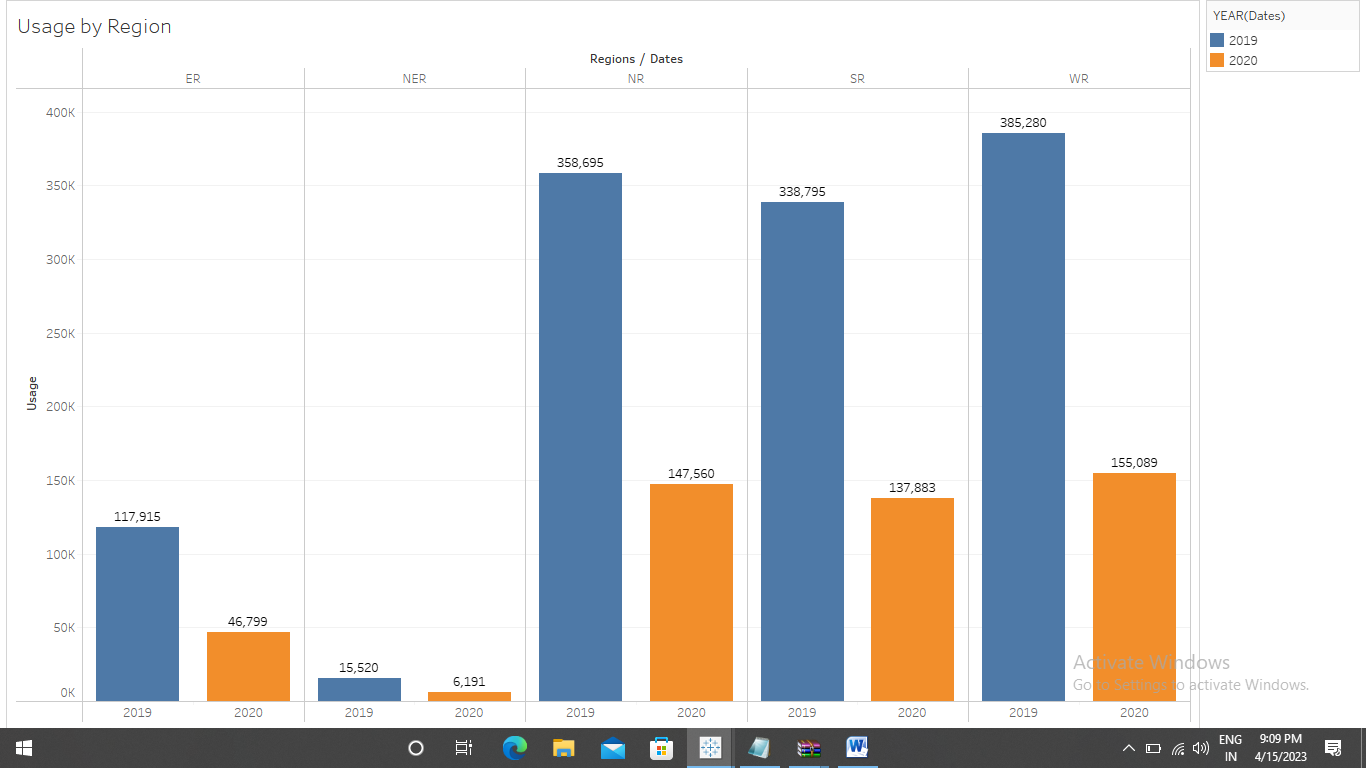 Usage by Region
YEAR(Dates)
2019
2020
Regions / Dates
ER NER NR SR WR
400K
350K
300K
250K
200K
150K
100K
50K
0K
Usage
117,915
46,799
15,520
6,191
358,695
147,560
338,795
137,883
385,280
155,089
2019 2020 2019 2020 2019 2020 2019 2020 2019 2020
Activate Windows
Go to Settings to activate Windows.
ENG
IN
9:09 PM
4/15/2023
W